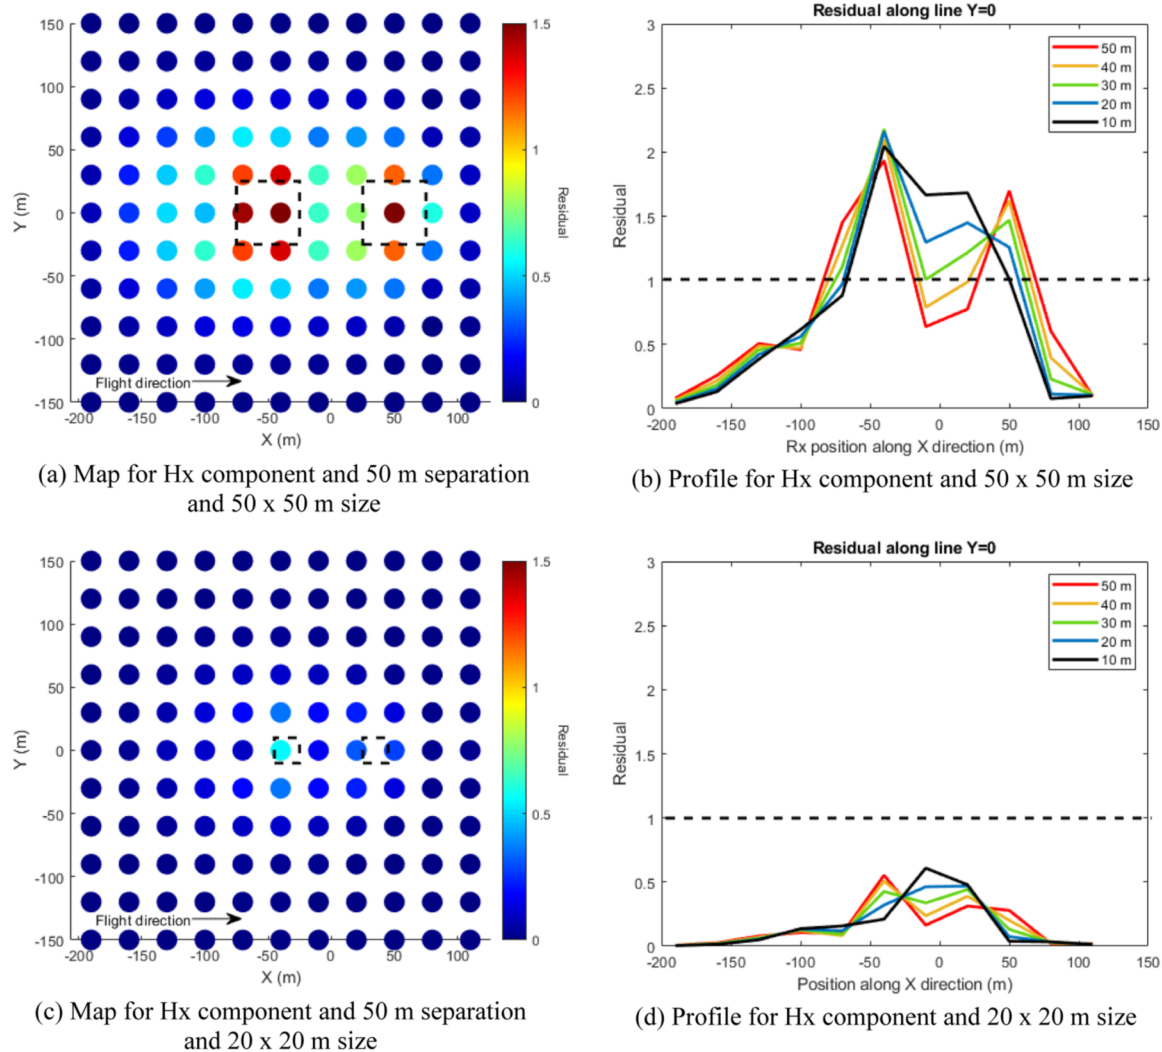 150
100
50
0
-50
-100
-150
Y (m)
Flight direction
-200
-150
-100
-50
0
50
100
X (m)
1.5
1
0.5
0
Residual
(a) Map for Hx component and 50 m separation
and 50 x 50 m size
Residual along line Y=0
3
2.5
2
1.5
1
0.5
0
Residual
50 m
40 m
30 m
20 m
10 m
-200
-150
-100
-50
0
50
100
150
Rx position along X direction (m)
(b) Profile for Hx component and 50 x 50 m size
150
100
50
0
-50
-100
-150
Y (m)
Flight direction
-200
-150
-100
-50
0
50
100
X (m)
1.5
1
0.5
0
Residual
(c) Map for Hx component and 50 m separation
and 20 x 20 m size
Residual along line Y=0
3
2.5
2
1.5
1
0.5
0
Residual
50 m
40 m
30 m
20 m
10 m
-200
-150
-100
-50
0
50
100
150
Position along X direction (m)
(d) Profile for Hx component and 20 x 20 m size